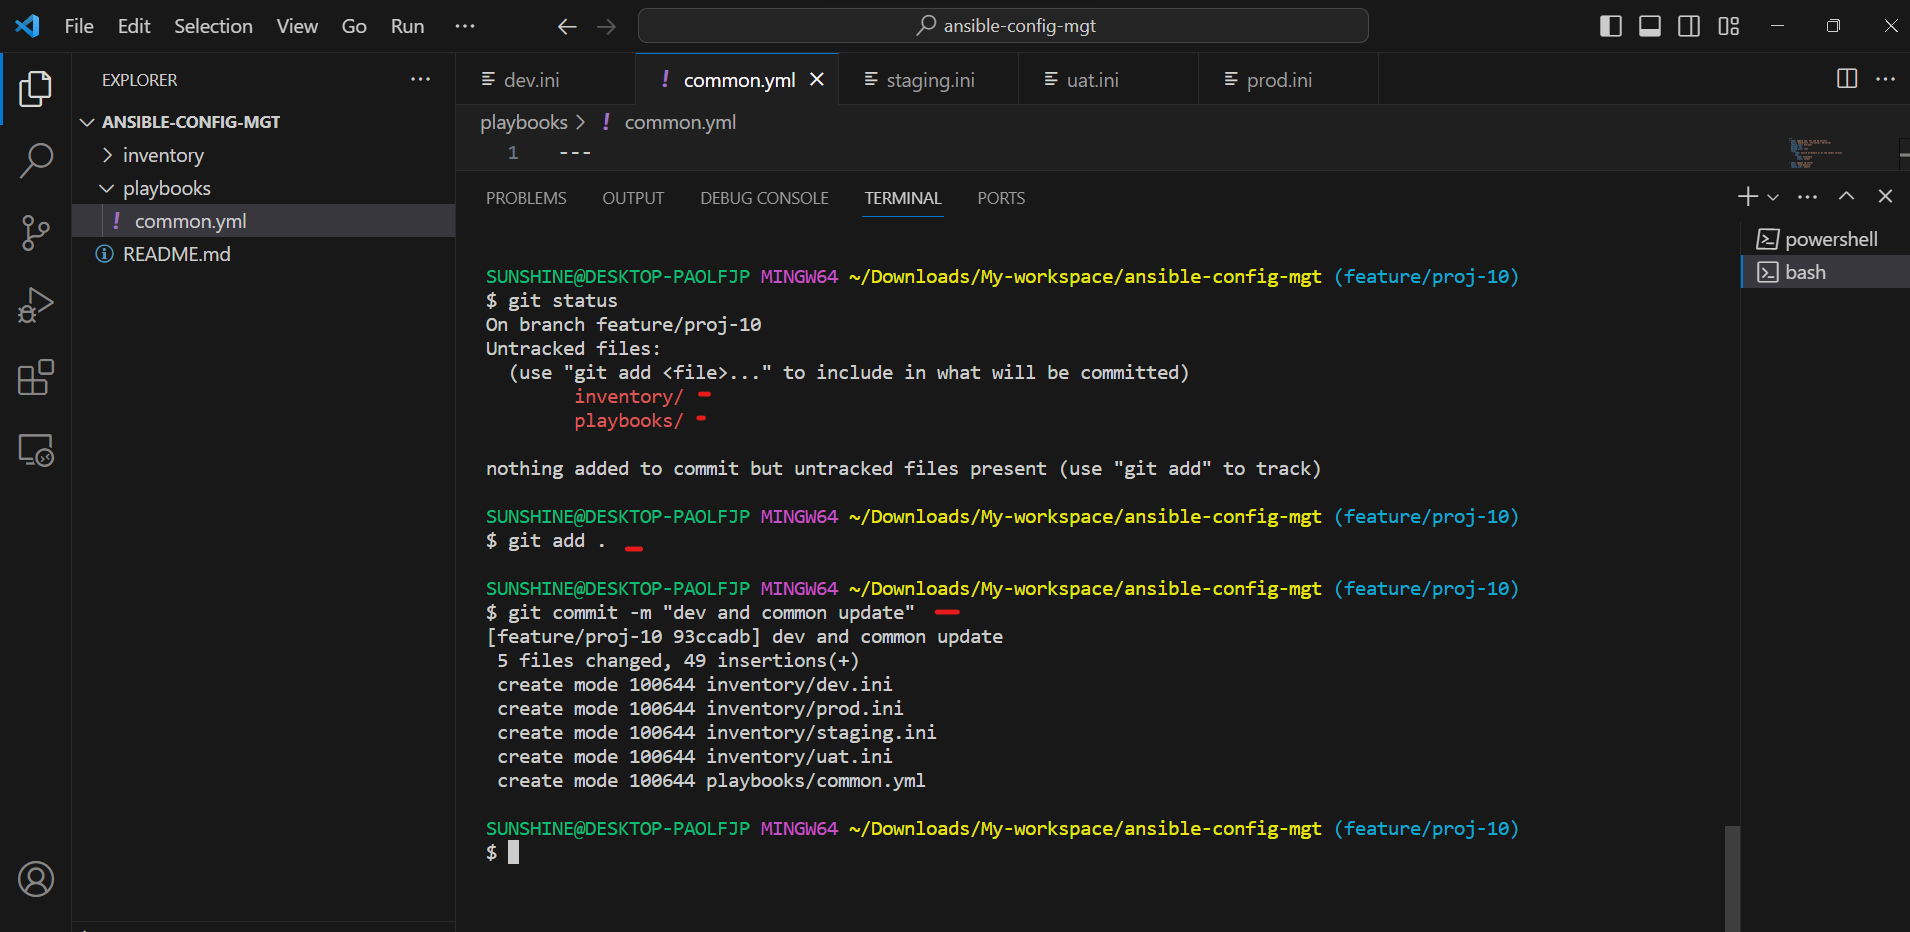 File Edit Selection View Go Run ···
ansible-config-mgt
EXPLORER ···
ANSIBLE-CONFIG-MGT
inventory
playbooks
! common.yml
README.md
dev.ini
! common.yml
staging.ini
uat.ini
prod.ini
playbooks > ! common.yml
1 ---
PROBLEMS OUTPUT DEBUG CONSOLE TERMINAL PORTS
powershell
bash
SUNSHINE@DESKTOP-PAOLFJP MINGW64 ~/Downloads/My-workspace/ansible-config-mgt (feature/proj-10)
$ git status
On branch feature/proj-10
Untracked files:
(use "git add <file>..." to include in what will be committed)
inventory/
playbooks/
nothing added to commit but untracked files present (use "git add" to track)
SUNSHINE@DESKTOP-PAOLFJP MINGW64 ~/Downloads/My-workspace/ansible-config-mgt (feature/proj-10)
$ git add .
SUNSHINE@DESKTOP-PAOLFJP MINGW64 ~/Downloads/My-workspace/ansible-config-mgt (feature/proj-10)
$ git commit -m "dev and common update"
[feature/proj-10 93ccadb] dev and common update
5 files changed, 49 insertions(+)
create mode 100644 inventory/dev.ini
create mode 100644 inventory/prod.ini
create mode 100644 inventory/staging.ini
create mode 100644 inventory/uat.ini
create mode 100644 playbooks/common.yml
SUNSHINE@DESKTOP-PAOLFJP MINGW64 ~/Downloads/My-workspace/ansible-config-mgt (feature/proj-10)
$